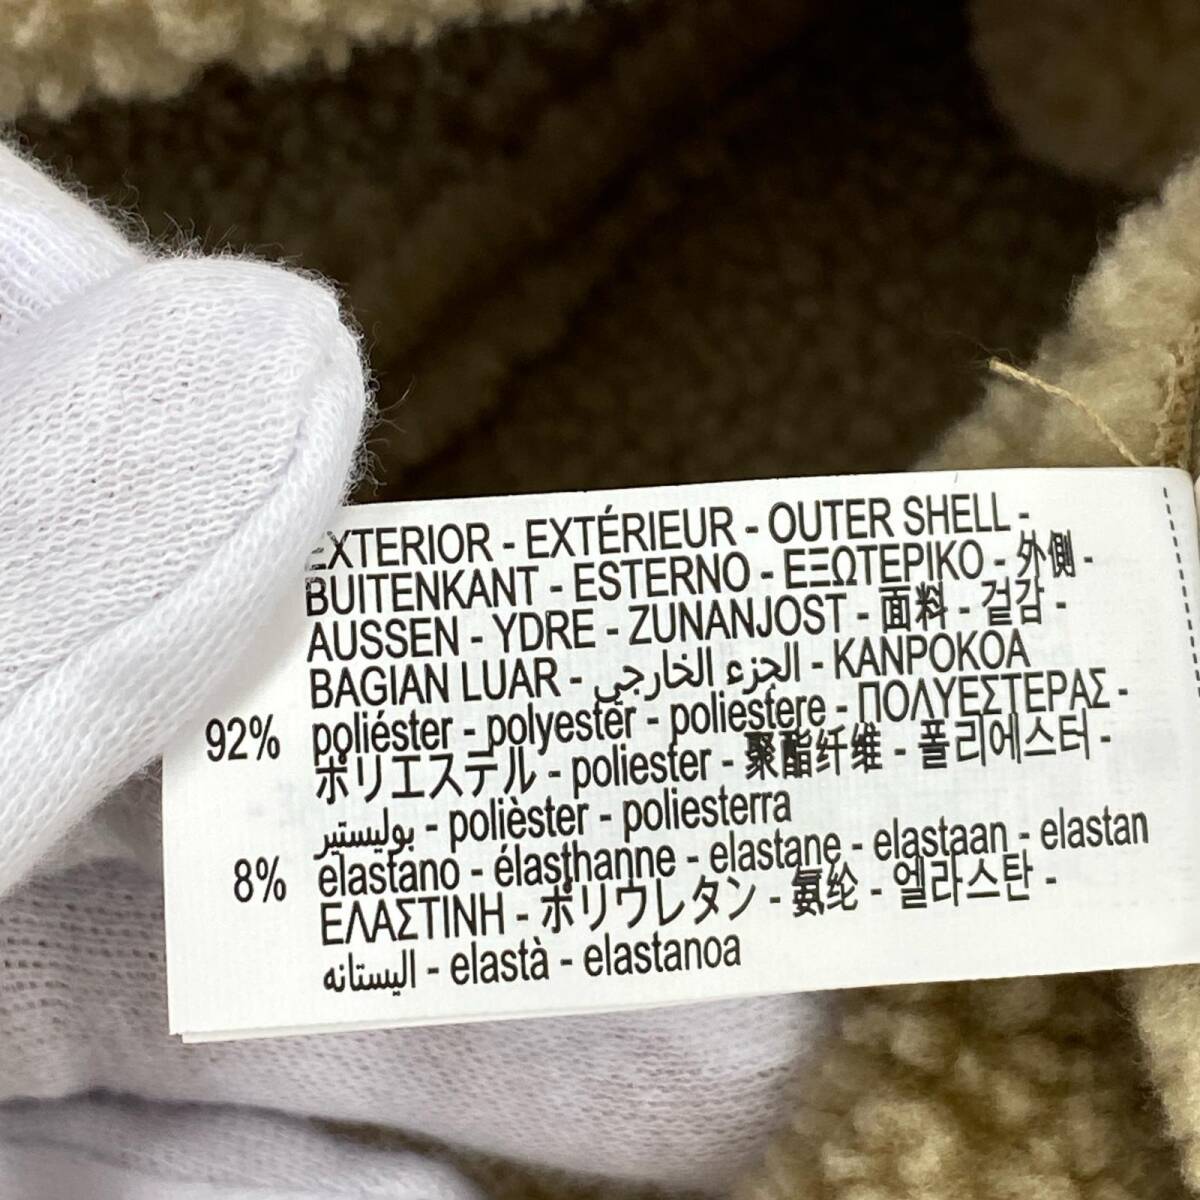 EXTERIOR - EXTÉRIEUR - OUTER SHELL -
BUITENKANT - ESTERNO - ΕΞΩΤΕΡΙΚΟ - 外側 -
AUSSEN - YDRE - ZUNANJOST - 面料 - 겉감 -
BAGIAN LUAR - الجزء الخارجي - KANPOKOA
92% poliéster - polyester - poliestere - ΠΟΛΥΕΣΤΕΡΑΣ -
ポリエステル - poliester - 聚酯纤维 - 폴리에스터 -
بوليستير - polièster - poliesterra
8% elastano - élasthanne - elastane - elastaan - elastan
ΕΛΑΣΤΙΝΗ - ポリウレタン - 氨纶 - 엘라스탄 -
اليستانه - elastà - elastanoa